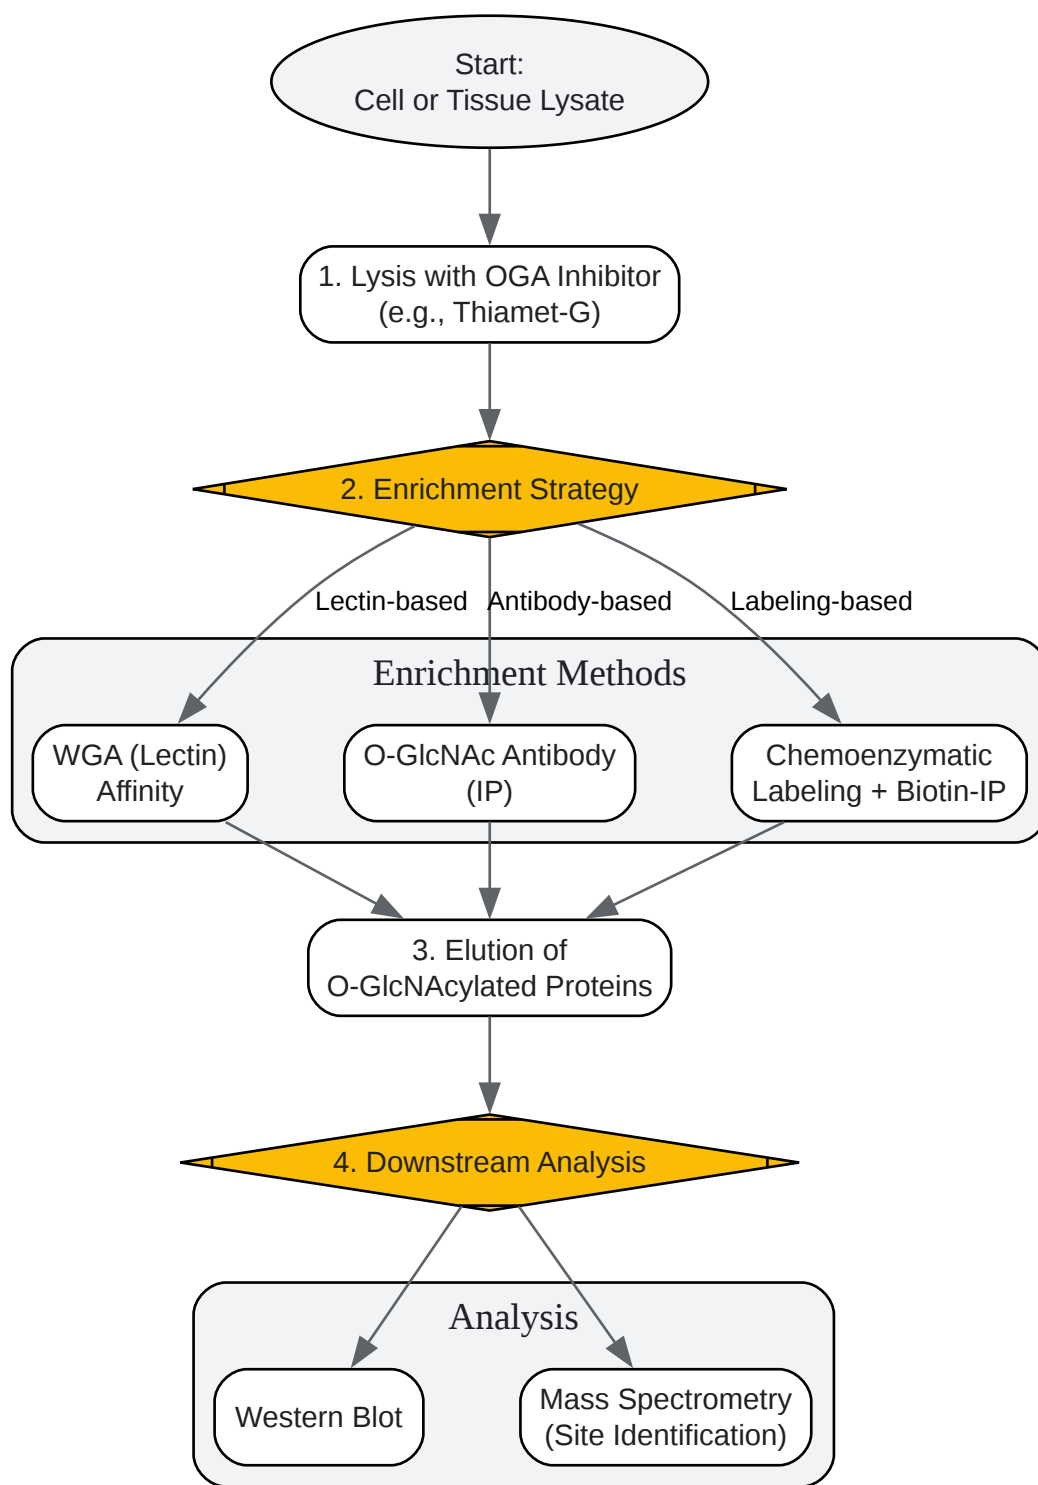 Start:
Cell or Tissue Lysate
1. Lysis with OGA Inhibitor
(e.g., Thiamet-G)
2. Enrichment Strategy
Lectin-based
Antibody-based
Labeling-based
Enrichment Methods
WGA (Lectin)
Affinity
O-GlcNAc Antibody
(IP)
Chemoenzymatic
Labeling + Biotin-IP
3. Elution of
O-GlcNAcylated Proteins
4. Downstream Analysis
Analysis
Western Blot
Mass Spectrometry
(Site Identification)